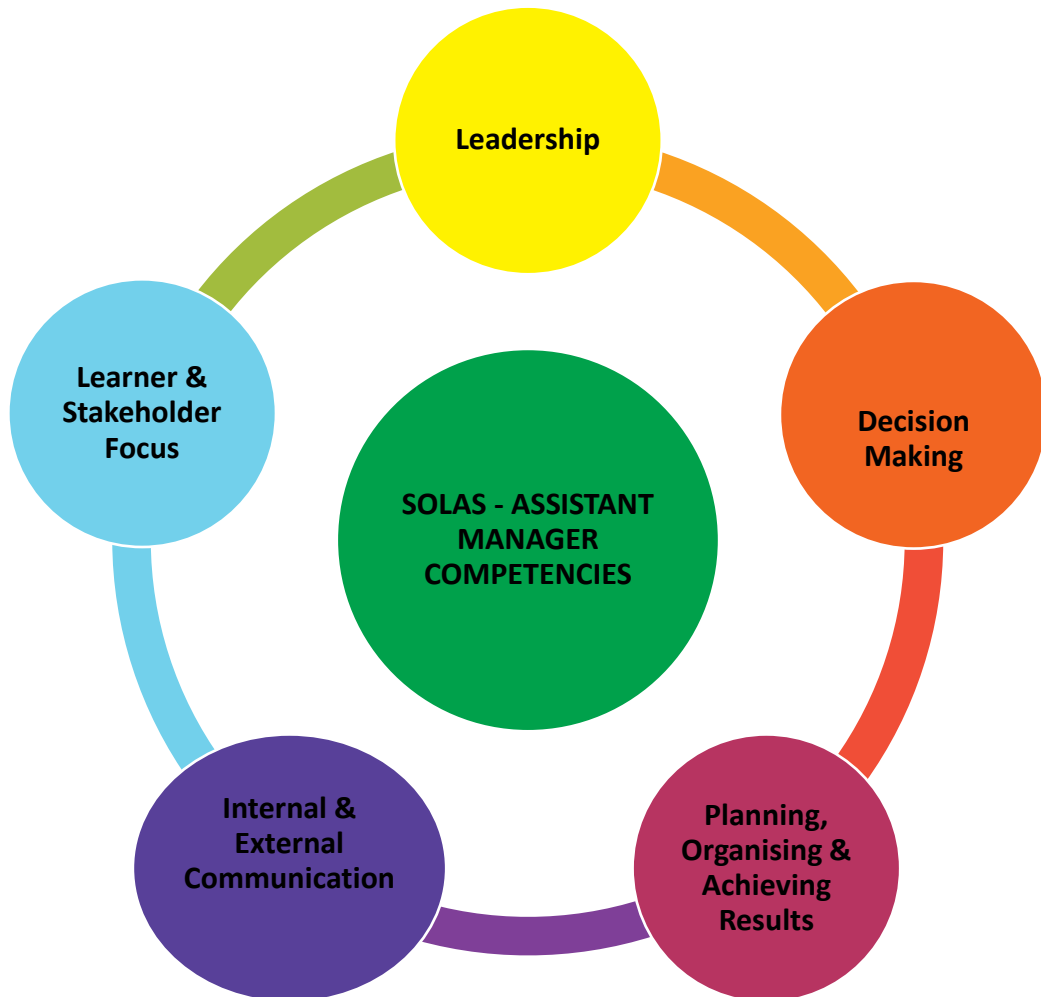 Leadership
Decision
Making
Planning,
Organising &
Achieving
Results
Internal &
External
Communication
Learner &
Stakeholder
Focus
SOLAS - ASSISTANT
MANAGER
COMPETENCIES